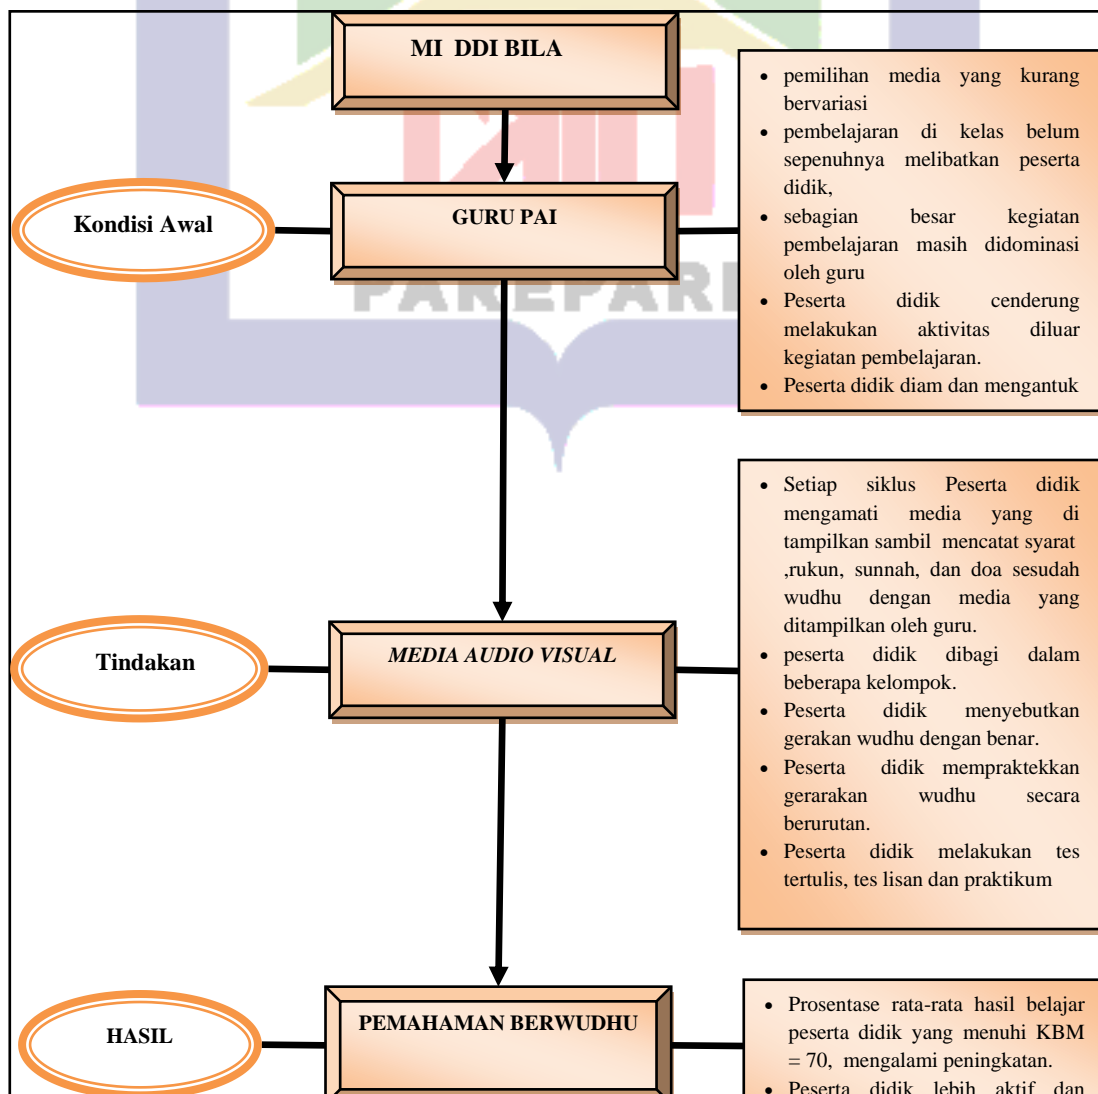 MI DDI BILA
• pemilihan media yang kurang
bervariasi
• pembelajaran di kelas belum
sepenuhnya melibatkan peserta
didik,
• sebagian besar kegiatan
pembelajaran masih didominasi
oleh guru
• Peserta didik cenderung
melakukan aktivitas diluar
kegiatan pembelajaran.
• Peserta didik diam dan mengantuk
Kondisi Awal
GURU PAI
PAREPARE
• Setiap siklus Peserta didik
mengamati media yang di
tampilkan sambil mencatat syarat
,rukun, sunnah, dan doa sesudah
wudhu dengan media yang
ditampilkan oleh guru.
• peserta didik dibagi dalam
beberapa kelompok.
• Peserta didik menyebutkan
gerakan wudhu dengan benar.
• Peserta didik mempraktekkan
gerarakan wudhu secara
berurutan.
• Peserta didik melakukan tes
tertulis, tes lisan dan praktikum
Tindakan
MEDIA AUDIO VISUAL
HASIL
PEMAHAMAN BERWUDHU
• Prosentase rata-rata hasil belajar
peserta didik yang menuhi KBM
= 70, mengalami peningkatan.
• Peserta didik lebih aktif dan